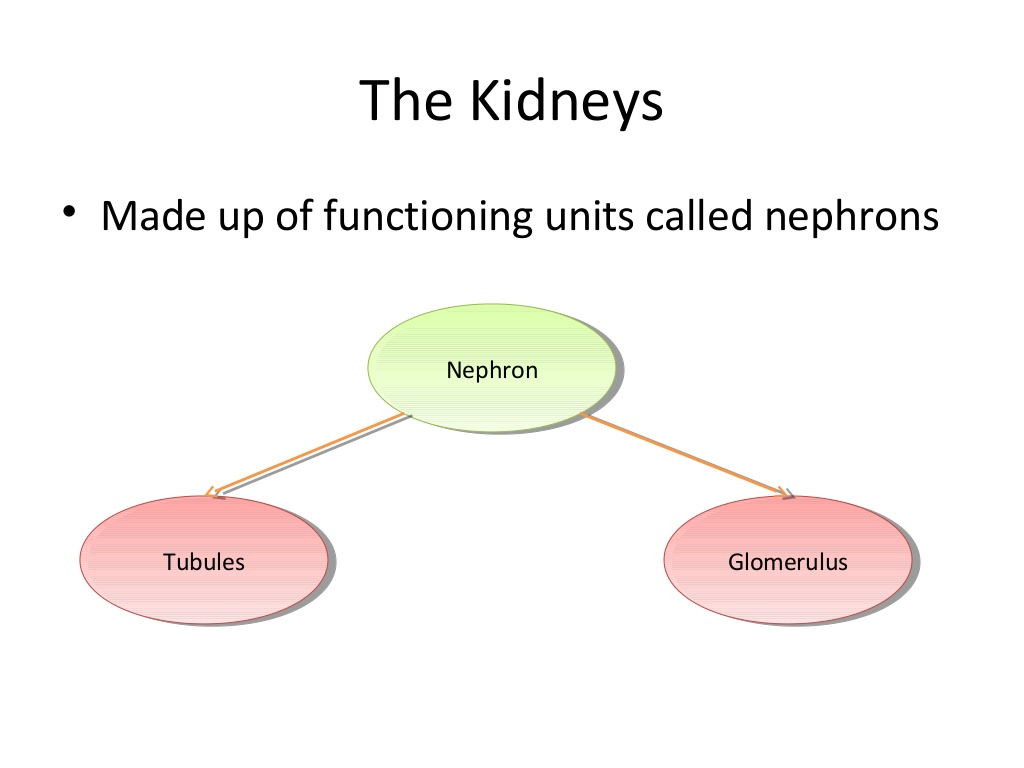 The Kidneys
• Made up of functioning units called nephrons
Nephron
Tubules
Glomerulus